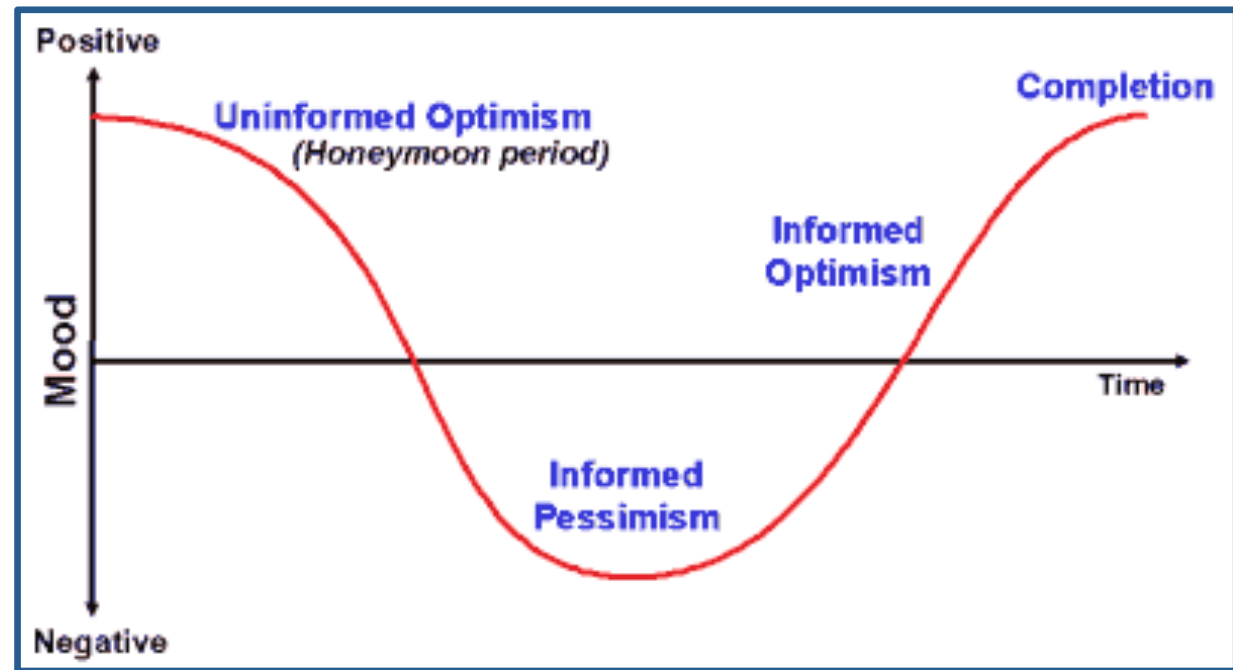 Positive
Completion
Uninformed Optimism
(Honeymoon period)
Informed
Optimism
Mood
Time
Informed
Pessimism
Negative